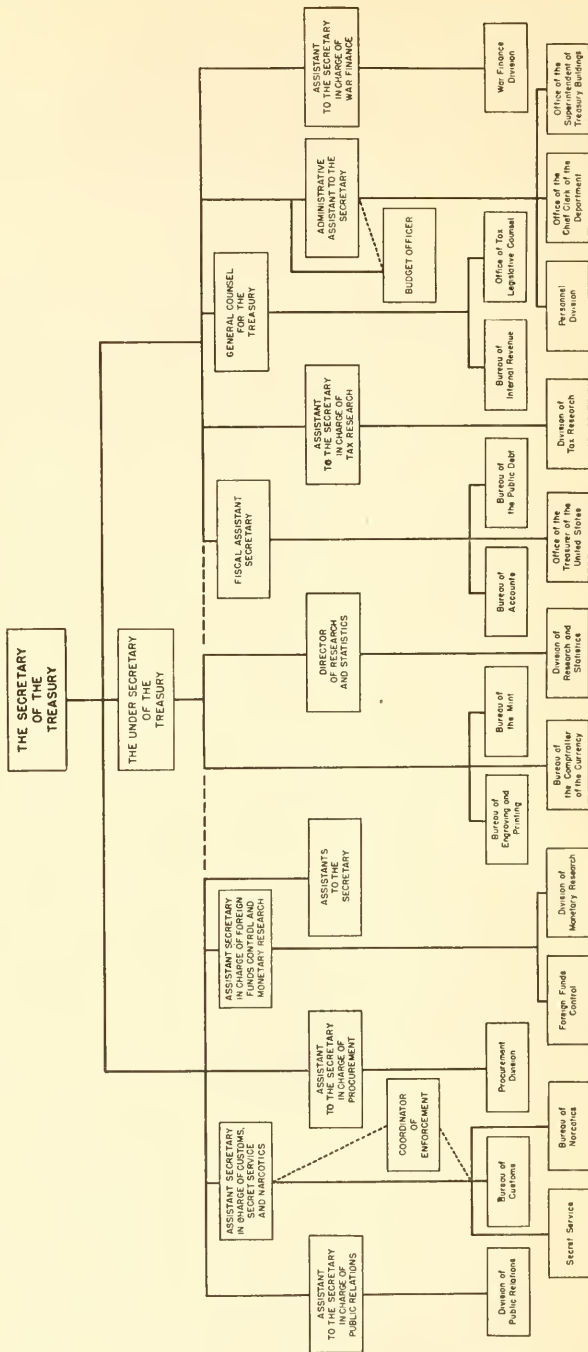 THE SECRETARY
OF THE
TREASURY
THE UNDER SECRETARY
OF THE
TREASURY
ASSISTANT SECRETARY
IN CHARGE OF CUSTOMS,
SECRET SERVICE
AND NARCOTICS
ASSISTANT SECRETARY
IN CHARGE OF FOREIGN
FUNDS CONTROL AND
MONETARY RESEARCH
FISCAL ASSISTANT
SECRETARY
GENERAL COUNSEL
FOR THE
TREASURY
ASSISTANT
TO THE SECRETARY
IN CHARGE OF
PUBLIC RELATIONS
ASSISTANT
TO THE SECRETARY
IN CHARGE OF
PROCUREMENT
ASSISTANTS
TO THE
SECRETARY
DIRECTOR
OF RESEARCH
AND STATISTICS
ASSISTANT
TO THE SECRETARY
IN CHARGE OF
TAX RESEARCH
ADMINISTRATIVE
ASSISTANT TO THE
SECRETARY
ASSISTANT
TO THE SECRETARY
IN CHARGE OF
WAR FINANCE
COORDINATOR
OF
ENFORCEMENT
BUDGET OFFICER
Division of
Public Relations
Bureau of
Customs
Procurement
Division
Bureau of
Engraving and
Printing
Bureau of
the Mint
Bureau of
Accounts
Bureau of
the Public Debt
Bureau of
Internal Revenue
Office of Tax
Legislative Counsel
War Finance
Division
Secret Service
Bureau of
Narcotics
Foreign Funds
Control
Division of
Monetary Research
Bureau of
the Comptroller
of the Currency
Division of
Research and
Statistics
Office of the
Treasurer of the
United States
Division of
Tax Research
Personnel
Division
Office of the
Chief Clerk of the
Department
Office of the
Superintendent of
Treasury Buildings